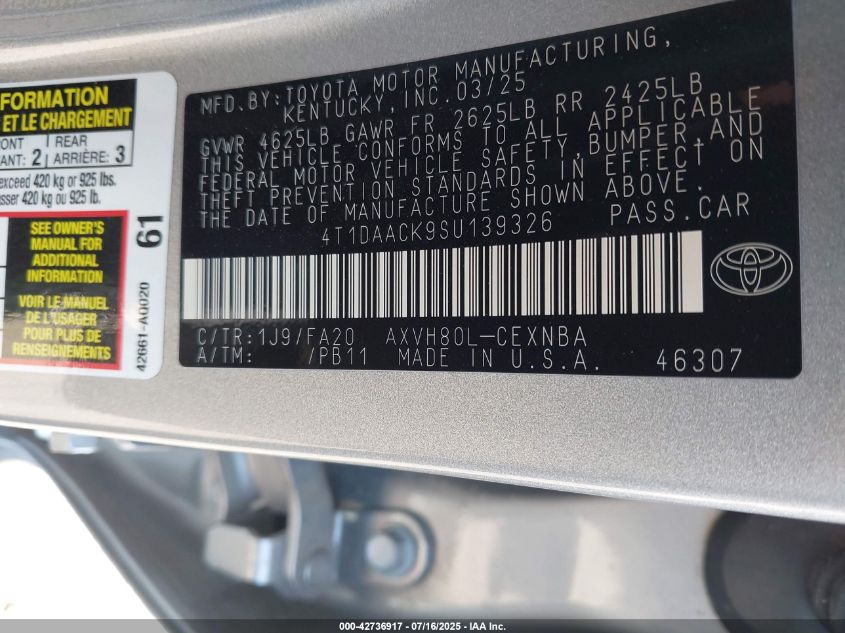 FORMATION
ET LE CHARGEMENT
REAR
ANT: 2 ARRIÈRE: 3
exceed 420 kg or 925 lbs.
sser 420 kg ou 925 lb.
SEE OWNER'S
MANUAL FOR
ADDITIONAL
INFORMATION
VOIR LE MANUEL
DE L'USAGER
POUR PLUS DE
RENSEIGNEMENTS
61
42661-A0020
MFD. BY: TOYOTA MOTOR MANUFACTURING,
KENTUCKY, INC. 03/25
GVWR 4625LB GAWR FR 2625LB RR 2425LB
THIS VEHICLE CONFORMS TO ALL APPLICABLE
FEDERAL MOTOR VEHICLE SAFETY, BUMPER, AND
THEFT PREVENTION STANDARDS IN EFFECT ON
THE DATE OF MANUFACTURE SHOWN ABOVE.
4T1DAACK9SU139326 PASS. CAR
C/TR: 1J9/FA20 AXVH80L-CEXNBA
A/TM: /PB11 MADE IN U.S.A. 46307
000-42736917 - 07/16/2025 - IAA Inc.